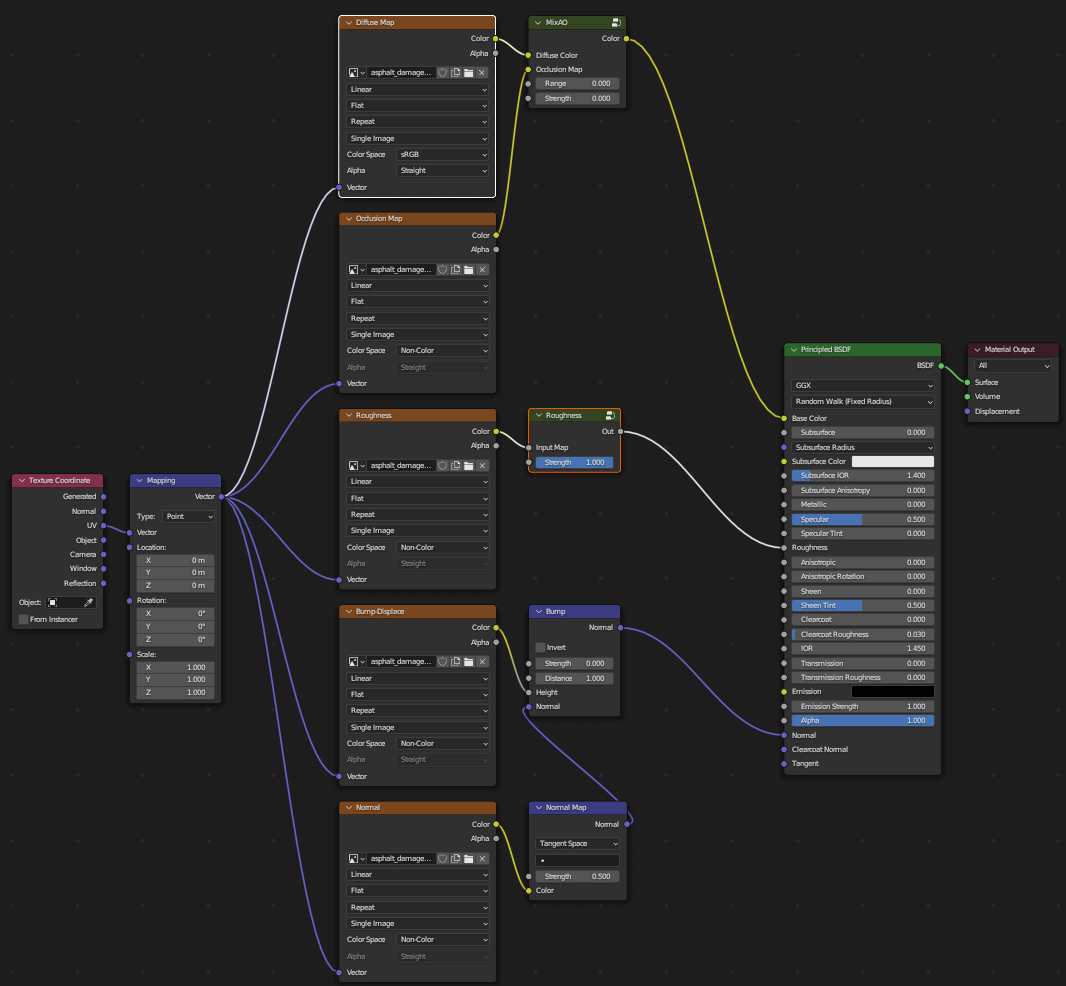 Texture Coordinate
Generated
Normal
UV
Object
Camera
Window
Reflection
Object:
From Instancer
Mapping
Vector
Type: Point
Vector
Location:
X 0 m
Y 0 m
Z 0 m
Rotation:
X 0°
Y 0°
Z 0°
Scale:
X 1.000
Y 1.000
Z 1.000
Diffuse Map
Color
Alpha
asphalt_damage...
Linear
Flat
Repeat
Single Image
Color Space sRGB
Alpha Straight
Vector
Occlusion Map
Color
Alpha
asphalt_damage...
Linear
Flat
Repeat
Single Image
Color Space Non-Color
Alpha Straight
Vector
Roughness
Color
Alpha
asphalt_damage...
Linear
Flat
Repeat
Single Image
Color Space Non-Color
Alpha Straight
Vector
Bump-Displace
Color
Alpha
asphalt_damage...
Linear
Flat
Repeat
Single Image
Color Space Non-Color
Alpha Straight
Vector
Normal
Color
Alpha
asphalt_damage...
Linear
Flat
Repeat
Single Image
Color Space Non-Color
Alpha Straight
Vector
MixAO
Color
Diffuse Color
Occlusion Map
Range 0.000
Strength 0.000
Roughness
Out
Input Map
Strength 1.000
Bump
Normal
Invert
Strength 0.000
Distance 1.000
Height
Normal
Normal Map
Normal
Tangent Space
Strength 0.500
Color
Principled BSDF
BSDF
GGX
Random Walk (Fixed Radius)
Base Color
Subsurface 0.000
Subsurface Radius
Subsurface Color
Subsurface IOR 1.400
Subsurface Anisotropy 0.000
Metallic 0.000
Specular 0.500
Specular Tint 0.000
Roughness
Anisotropic 0.000
Anisotropic Rotation 0.000
Sheen 0.000
Sheen Tint 0.500
Clearcoat 0.000
Clearcoat Roughness 0.030
IOR 1.450
Transmission 0.000
Transmission Roughness 0.000
Emission
Emission Strength 1.000
Alpha 1.000
Normal
Clearcoat Normal
Tangent
Material Output
All
Surface
Volume
Displacement